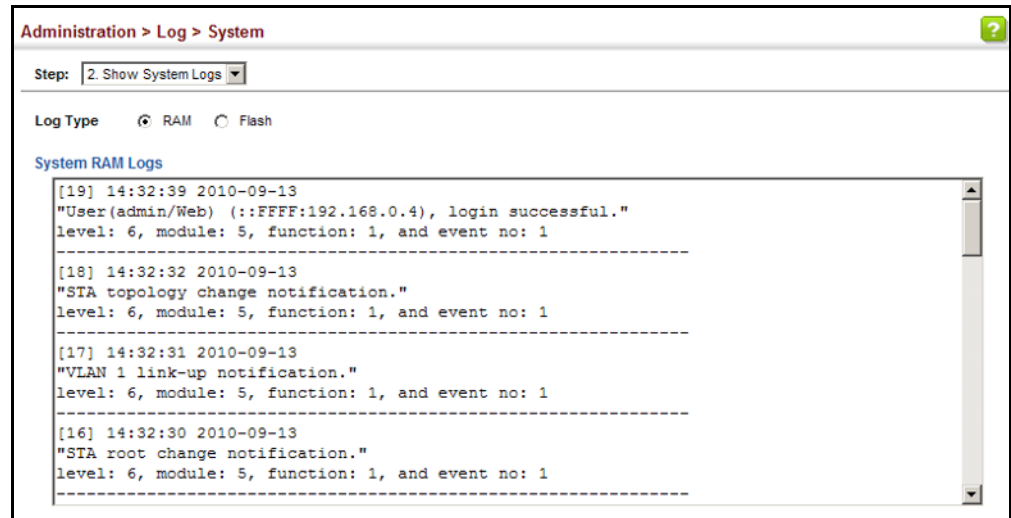 Administration > Log > System
?
Step: 2. Show System Logs
Log Type RAM Flash
System RAM Logs
[19] 14:32:39 2010-09-13
"User(admin/Web) (::FFFF:192.168.0.4), login successful."
level: 6, module: 5, function: 1, and event no: 1
----------------------------------------------------------------
[18] 14:32:32 2010-09-13
"STA topology change notification."
level: 6, module: 5, function: 1, and event no: 1
----------------------------------------------------------------
[17] 14:32:31 2010-09-13
"VLAN 1 link-up notification."
level: 6, module: 5, function: 1, and event no: 1
----------------------------------------------------------------
[16] 14:32:30 2010-09-13
"STA root change notification."
level: 6, module: 5, function: 1, and event no: 1
----------------------------------------------------------------